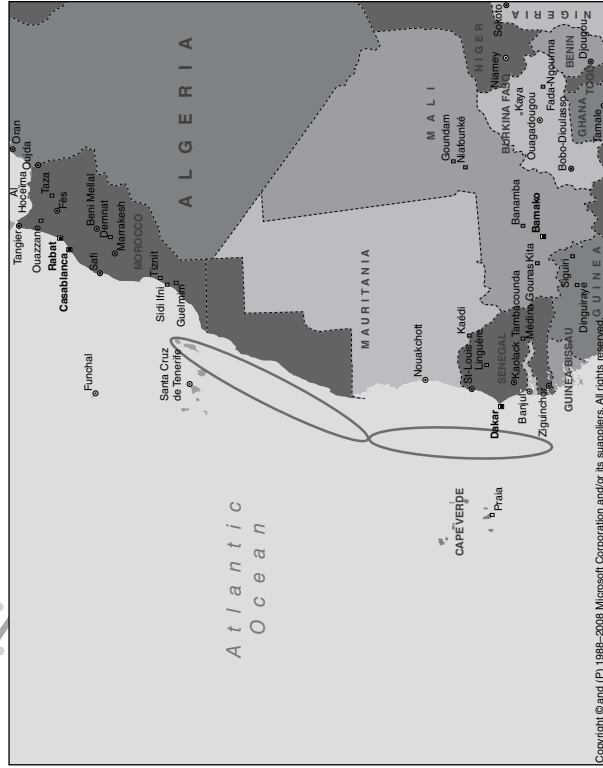 Oran
Al
Hoceima
Oujda
Tangier
Taza
Ouazzane
Fès
Rabat
Casablanca
Beni Mellal
Demnat
Safi
Marrakesh
MOROCCO
Funchal
Tiznit
Sidi Ifni
Guelmim
Santa Cruz
de Tenerife
ALGERIA
Atlantic
Ocean
MAURITANIA
MALI
NIGER
Nouakchott
Goundam
Niafounké
Kaédi
St-Louis
Linguère
SENEGAL
Dakar
Kaolack
Tambacounda
Médina Gounas
Kita
Banamba
Bamako
Banjul
Ziguinchor
CAPE VERDE
Praia
GUINEA-BISSAU
Siguiri
Dinguiraye
GUINEA
BURKINA FASO
Kaya
Ouagadougou
Fada-Ngourma
Bobo-Dioulasso
Niamey
Sokoto
NIGERIA
BENIN
Djougou
TOGO
GHANA
Tamale
Copyright © and (P) 1988–2008 Microsoft Corporation and/or its suppliers. All rights reserved